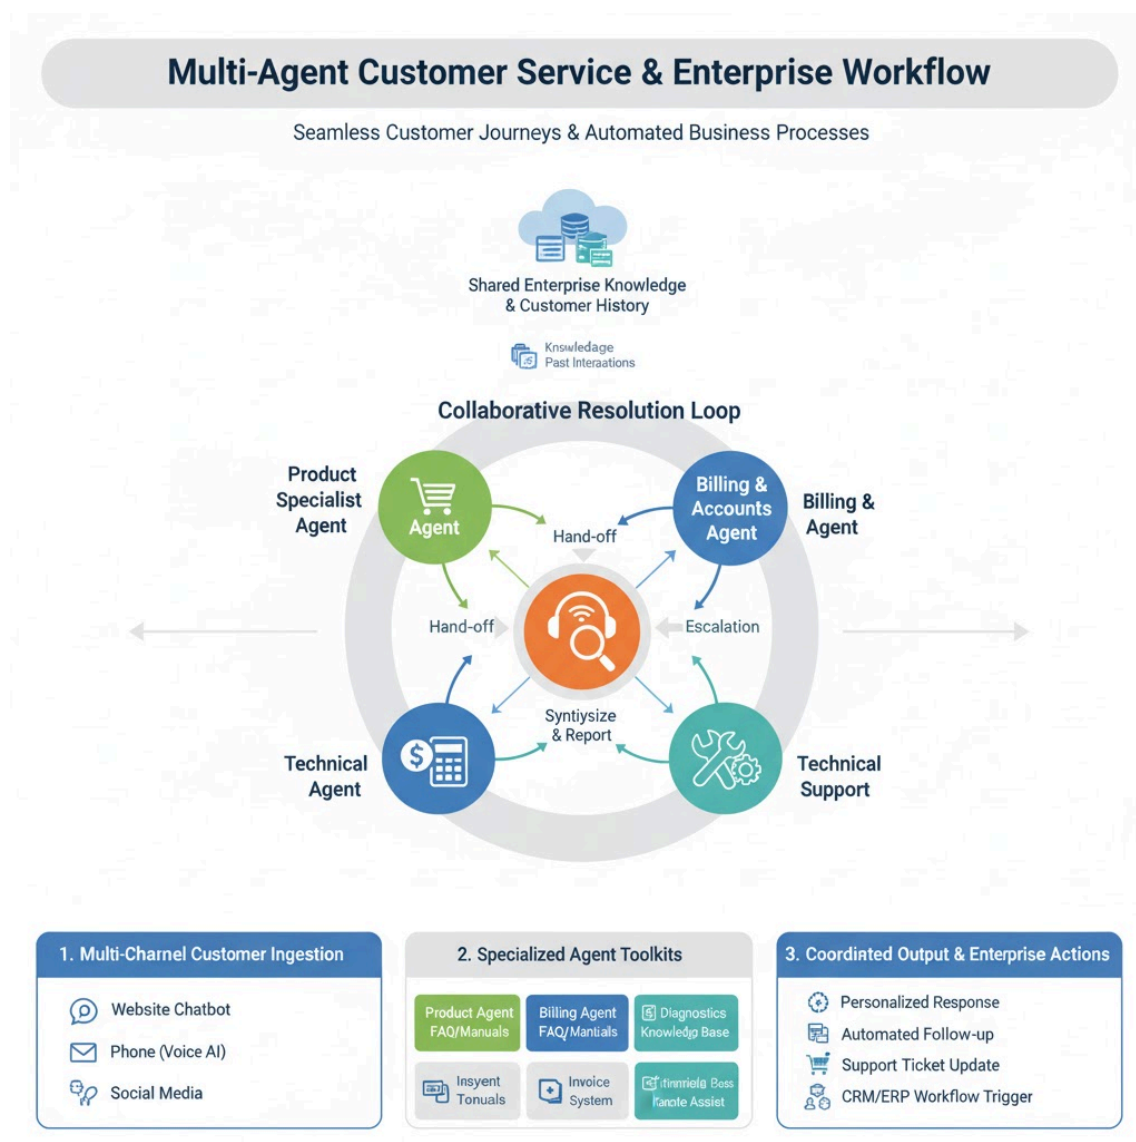 Multi-Agent Customer Service & Enterprise Workflow
Seamless Customer Journeys & Automated Business Processes
Shared Enterprise Knowledge
& Customer History
Knswledage
Past Interaations
Collaborative Resolution Loop
Product
Specialist
Agent
Agent
Billing &
Accounts
Agent
Billing &
Agent
Hand-off
Hand-off
Escalation
Syntiysize
& Report
Technical
Agent
Technical
Support
1. Multi-Charnel Customer Ingestion
Website Chatbot
Phone (Voice AI)
Social Media
2. Specialized Agent Toolkits
Product Agent
FAQ/Manuals
Billing Agent
FAQ/Mantials
Diagnostics
Knowledip Base
Insyent
Tonuals
Invoice
System
Assist
3. Coordinted Output & Enterprise Actions
Personalized Response
Automated Follow-up
Support Ticket Update
CRM/ERP Workflow Trigger